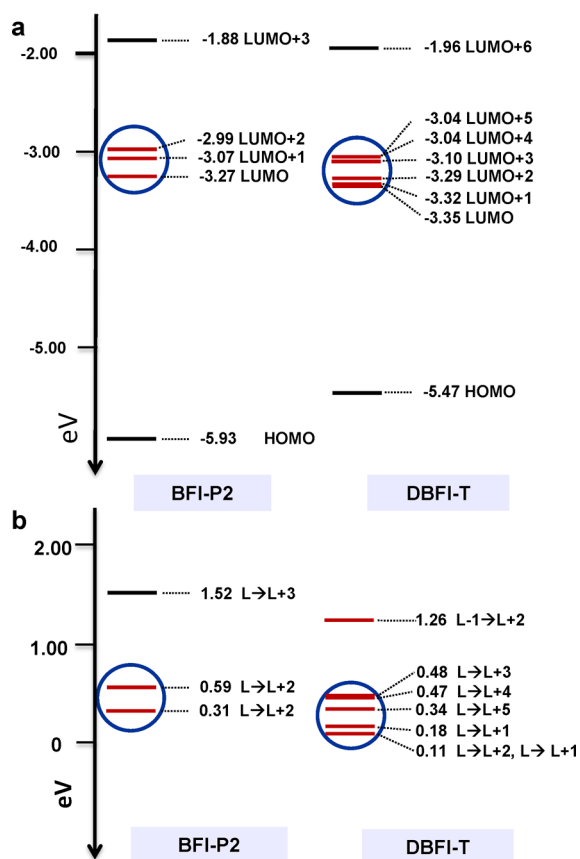 a
-2.00
-3.00
-4.00
-5.00
eV
-1.88 LUMO+3
-2.99 LUMO+2
-3.07 LUMO+1
-3.27 LUMO
-5.93 HOMO
BFI-P2
-1.96 LUMO+6
-3.04 LUMO+5
-3.04 LUMO+4
-3.10 LUMO+3
-3.29 LUMO+2
-3.32 LUMO+1
-3.35 LUMO
-5.47 HOMO
DBFI-T
b
2.00
1.00
0
eV
1.52 L→L+3
0.59 L→L+2
0.31 L→L+2
BFI-P2
1.26 L-1→L+2
0.48 L→L+3
0.47 L→L+4
0.34 L→L+5
0.18 L→L+1
0.11 L→L+2, L→ L+1
DBFI-T